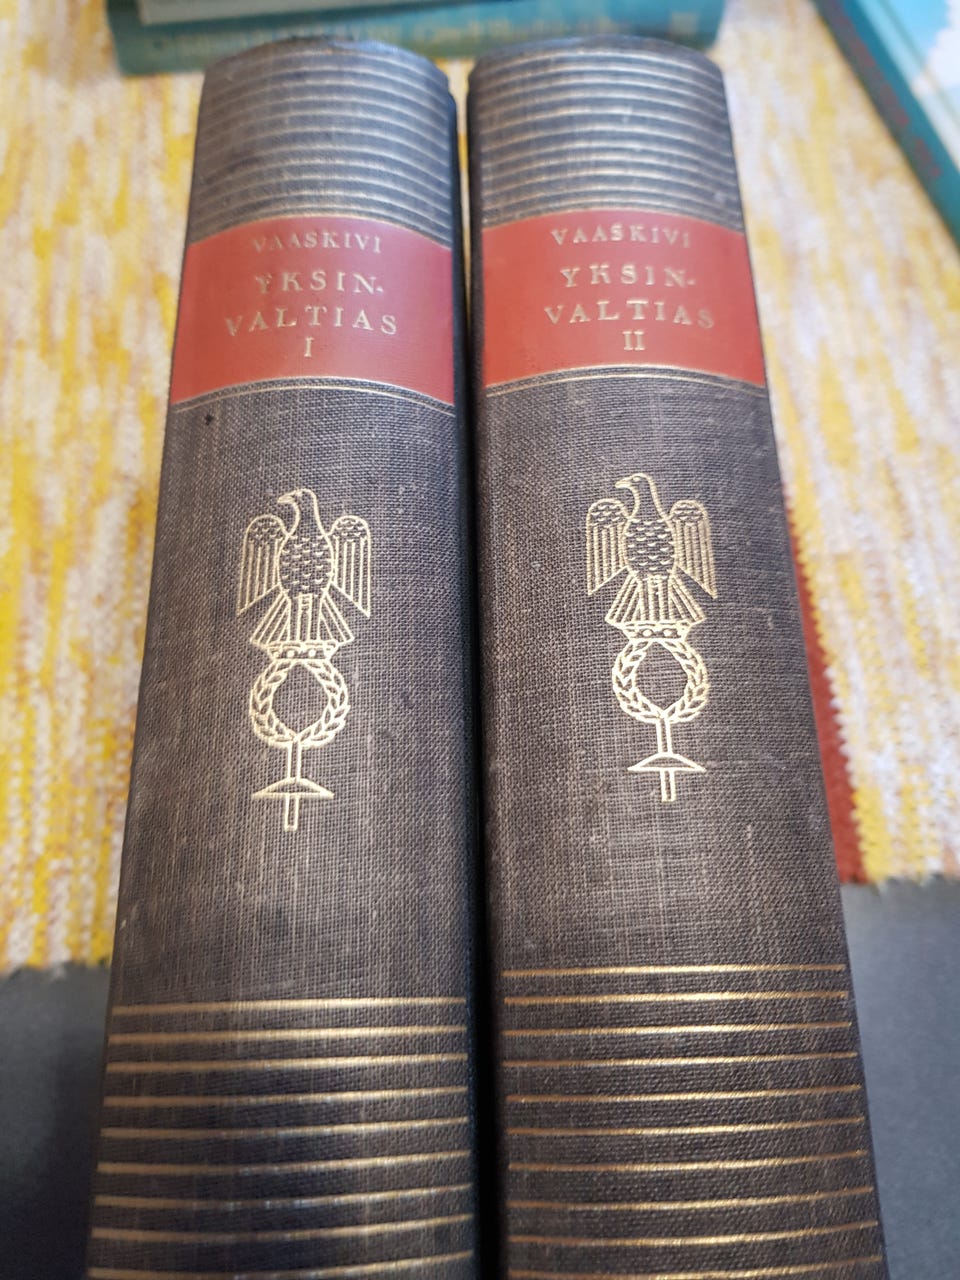 VAASKIVI
YKSIN-
VALTIAS
I
VAASKIVI
YKSIN-
VALTIAS
II